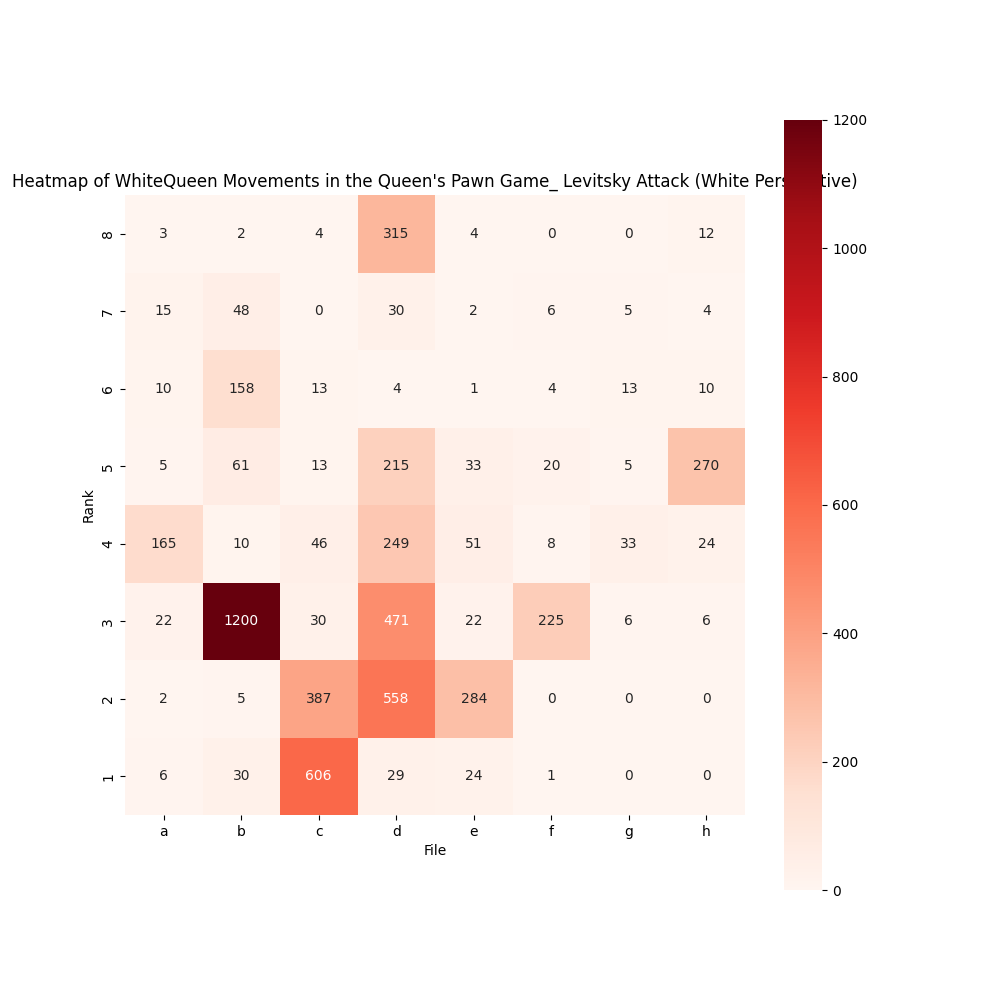 1200
Heatmap of WhiteQueen Movements in the Queen's Pawn Game_ Levitsky Attack (White Pers tive)
8 3 2 4 315 4 0 0 12
1000
7 15 48 0 30 2 6 5 4
800
6 10 158 13 4 1 4 13 10
5 5 61 13 215 33 20 5 270
600
Rank
4 165 10 46 249 51 8 33 24
400
3 22 1200 30 471 22 225 6 6
2 2 5 387 558 284 0 0 0
200
1 6 30 606 29 24 1 0 0
a b c d e f g h
File
0